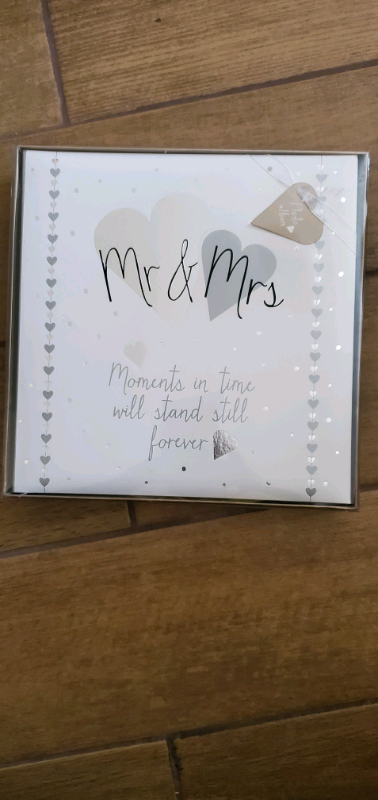 Mr & Mrs
Moments in time
will stand still
forever